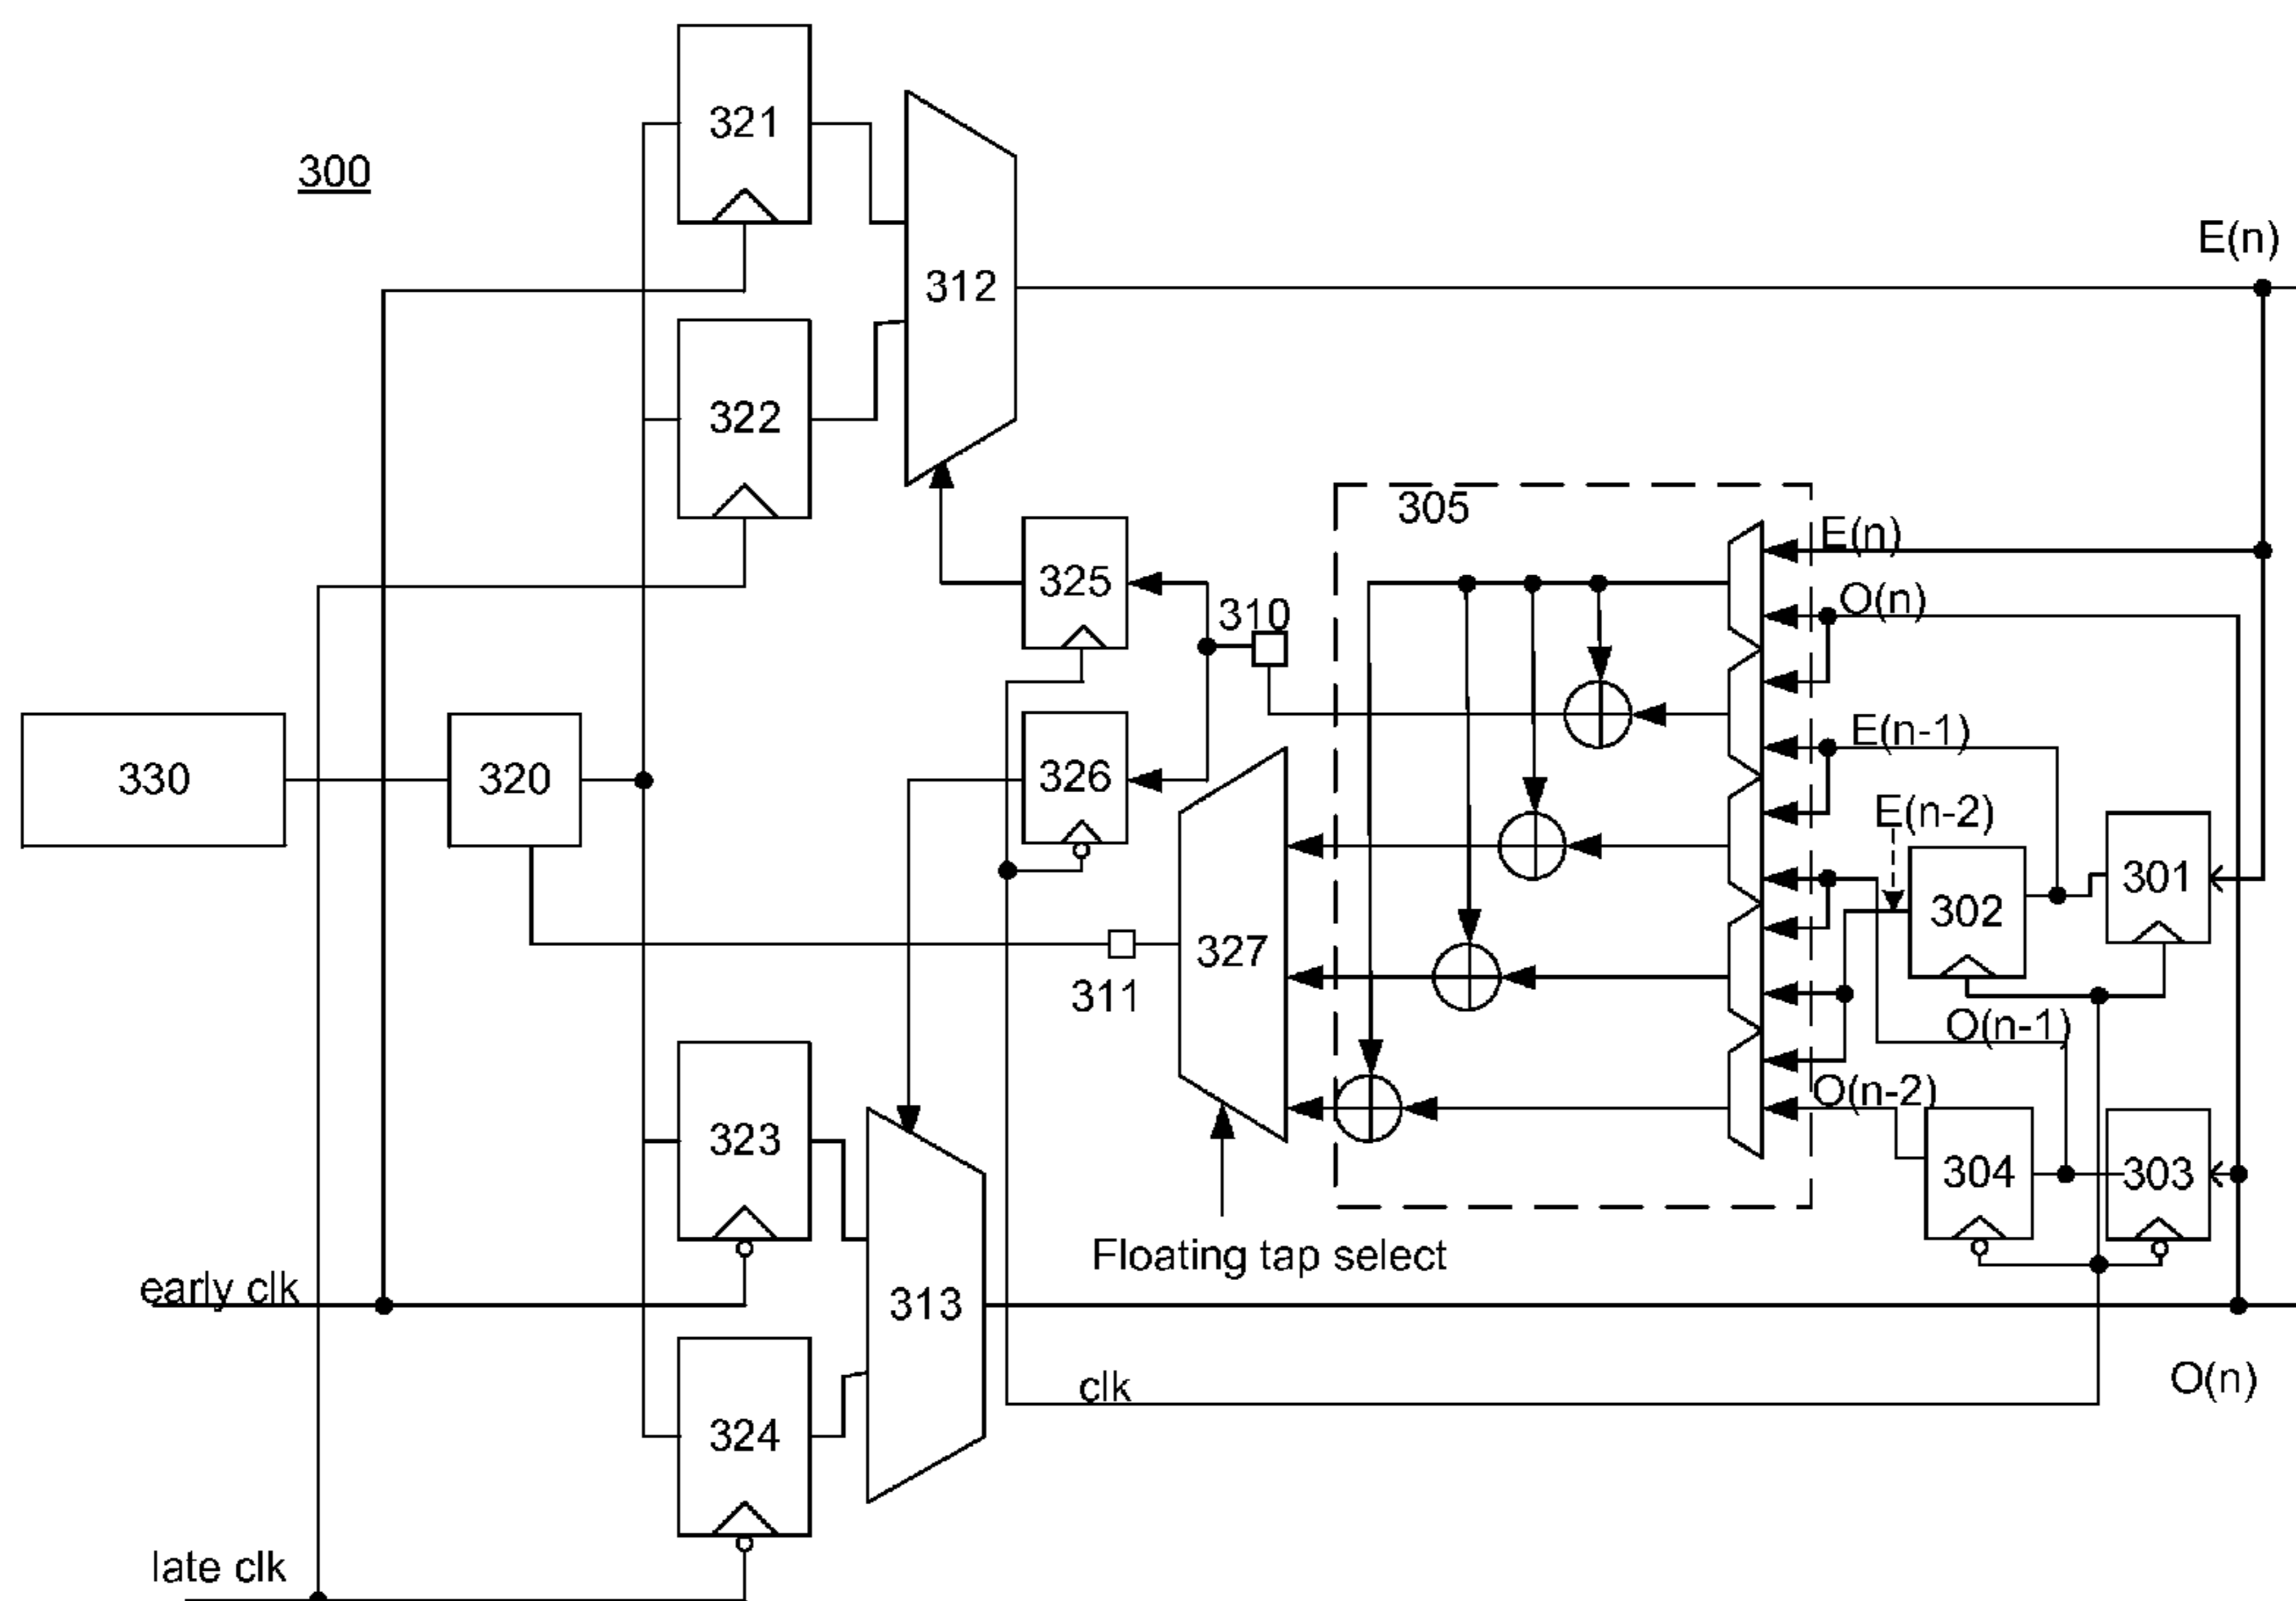 321
300
312
E(n)
322
305
E(n)
325
310
O(n)
E(n-1)
330
320
326
E(n-2)
301
302
327
311
O(n-1)
O(n-2)
323
304
303
Floating tap select
early clk
313
clk
O(n)
324
late clk